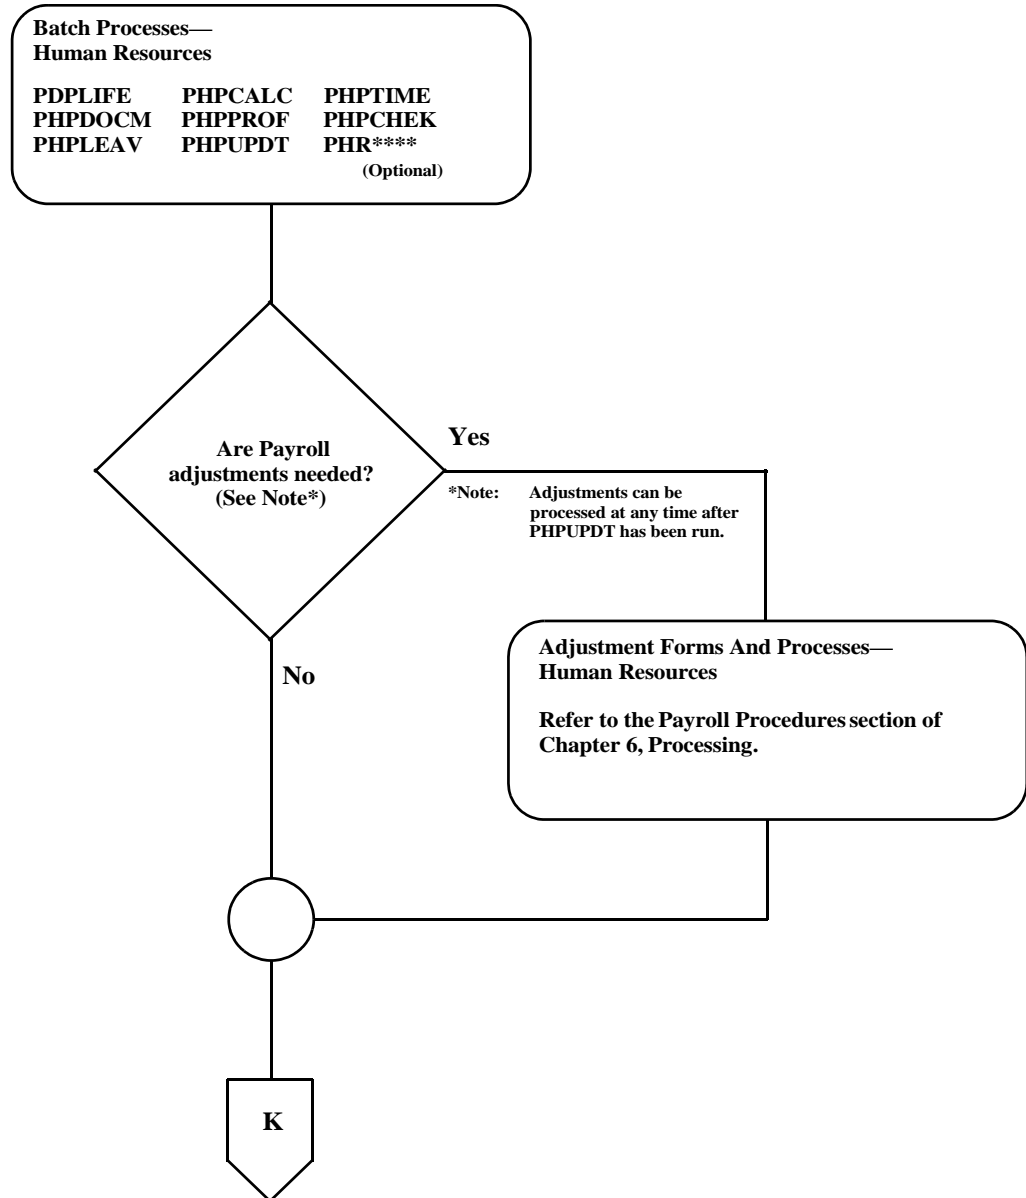 Batch Processes—
Human Resources
PDPLIFE PHPCALC PHPTIME
PHPDOCM PHPPROF PHPCHEK
PHPLEAV PHPUPDT PHR****
(Optional)
Are Payroll
adjustments needed?
(See Note*)
Yes
*Note: Adjustments can be
processed at any time after
PHPUPDT has been run.
No
Adjustment Forms And Processes—
Human Resources
Refer to the Payroll Procedures section of
Chapter 6, Processing.
K